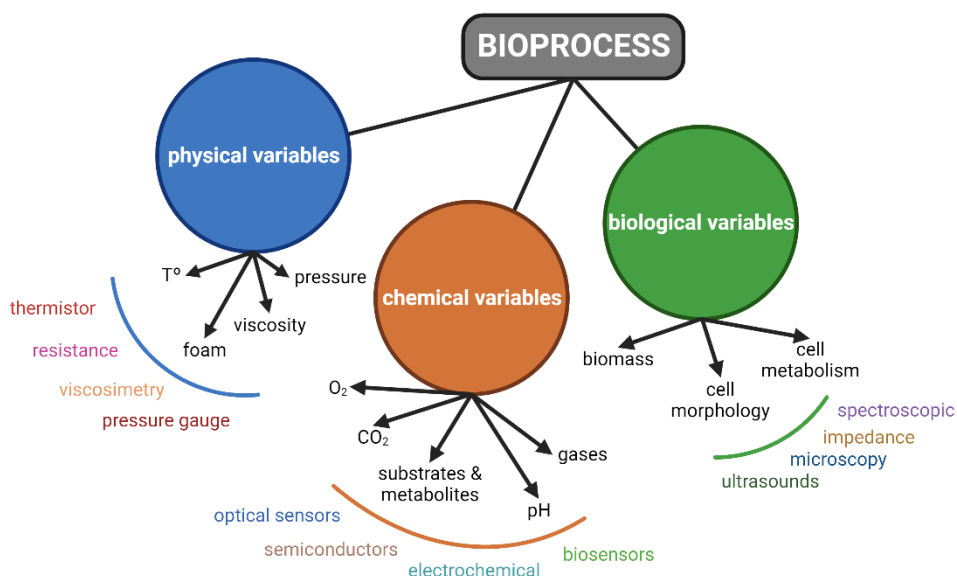 BIOPROCESS
physical variables
Tº
foam
viscosity
pressure
thermistor
resistance
viscosimetry
pressure gauge
chemical variables
O₂
CO₂
substrates &
metabolites
pH
gases
optical sensors
semiconductors
electrochemical
biosensors
biological variables
biomass
cell
morphology
cell
metabolism
spectroscopic
impedance
microscopy
ultrasounds